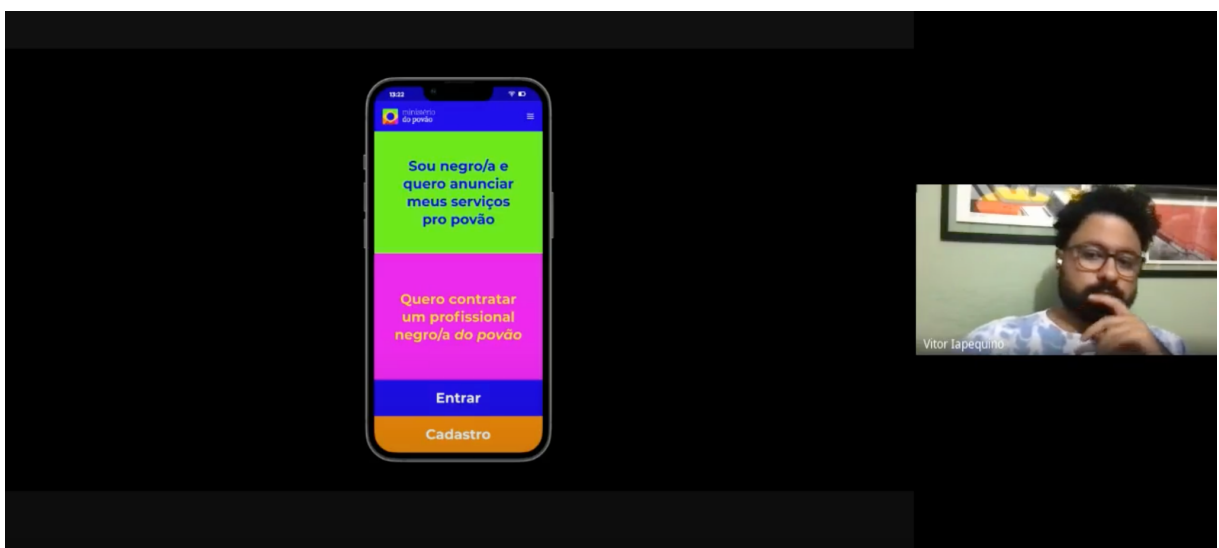 13:22
ministério
do povão
Sou negro/a e
quero anunciar
meus serviços
pro povão
Quero contratar
um profissional
negro/a do povão
Entrar
Cadastro
Vitor Iapequino